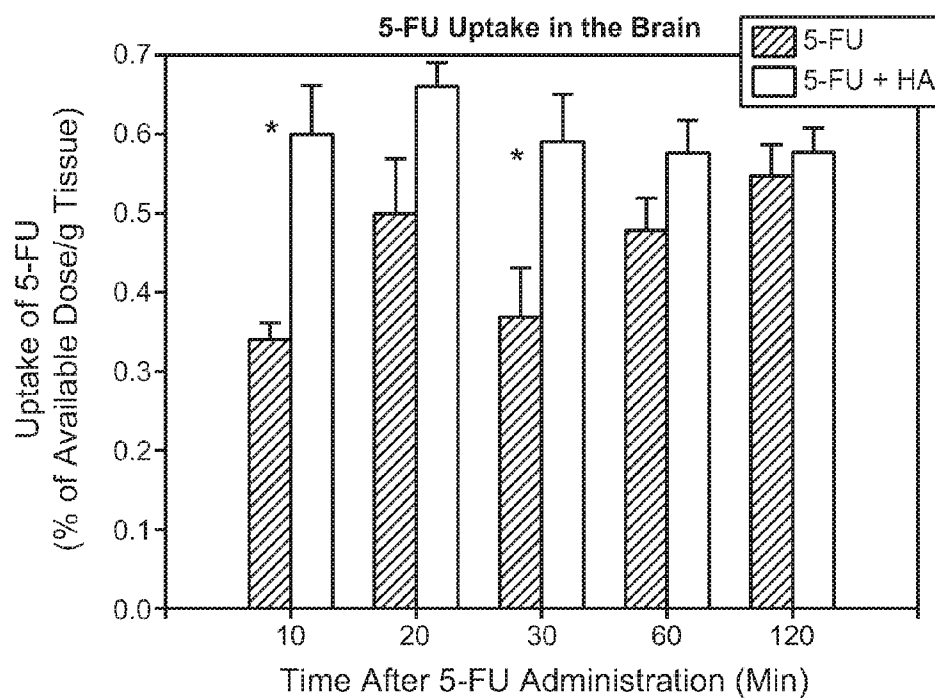 5-FU Uptake in the Brain
5-FU
5-FU + HA
Uptake of 5-FU
(% of Available Dose/g Tissue)
0.7
0.6
0.5
0.4
0.3
0.2
0.1
0.0
*
*
10 20 30 60 120
Time After 5-FU Administration (Min)